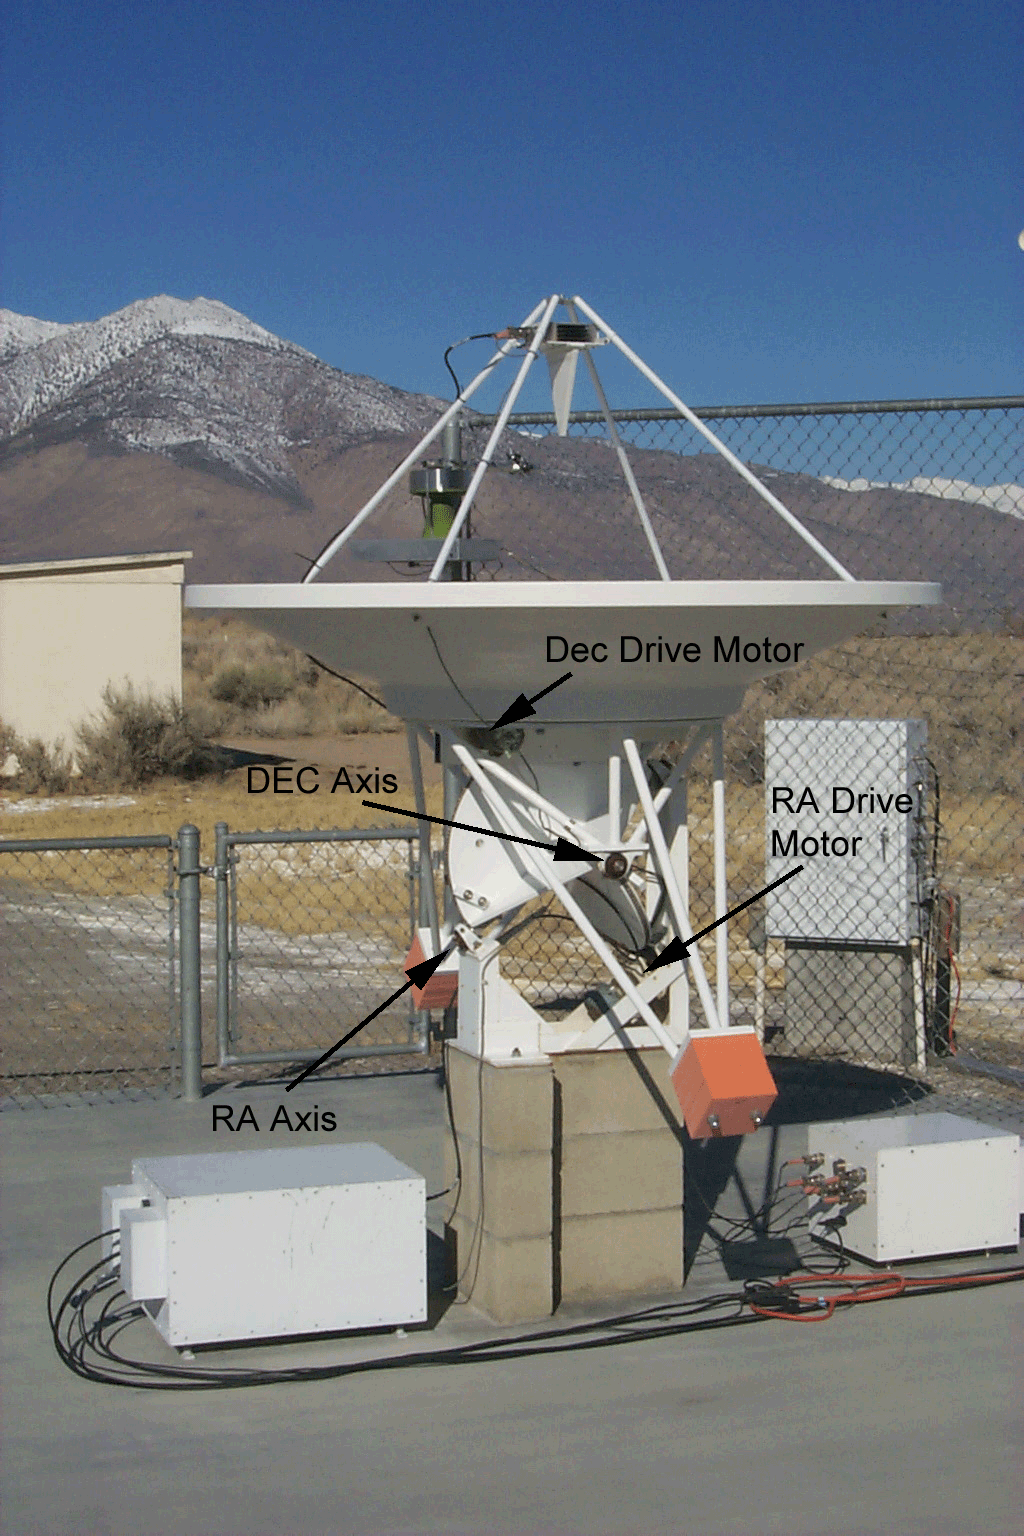 Dec Drive Motor
DEC Axis
RA Drive
Motor
RA Axis